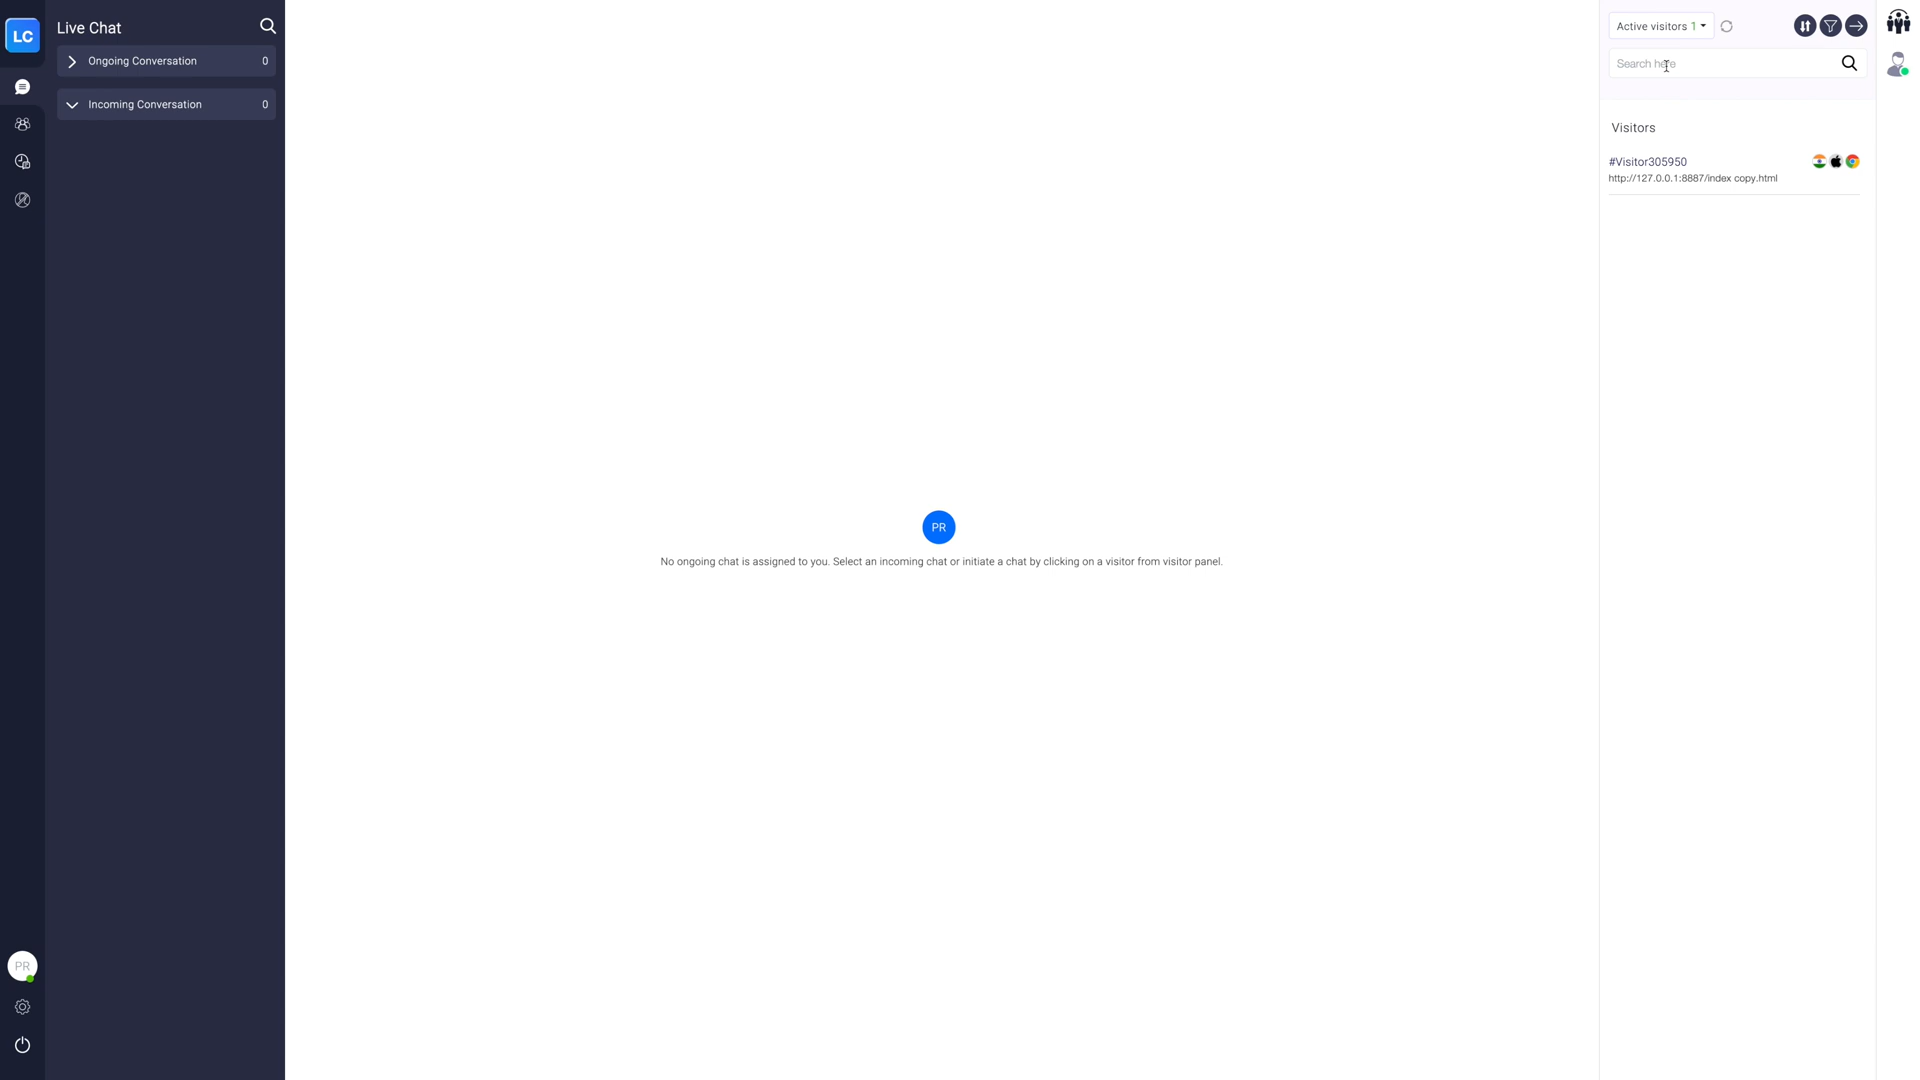 LC
Live Chat
Ongoing Conversation 0
Incoming Conversation 0
PR
No ongoing chat is assigned to you. Select an incoming chat or initiate a chat by clicking on a visitor from visitor panel.
Active visitors 1
Search here
Visitors
#Visitor305950
http://127.0.0.1:8887/index copy.html
PR